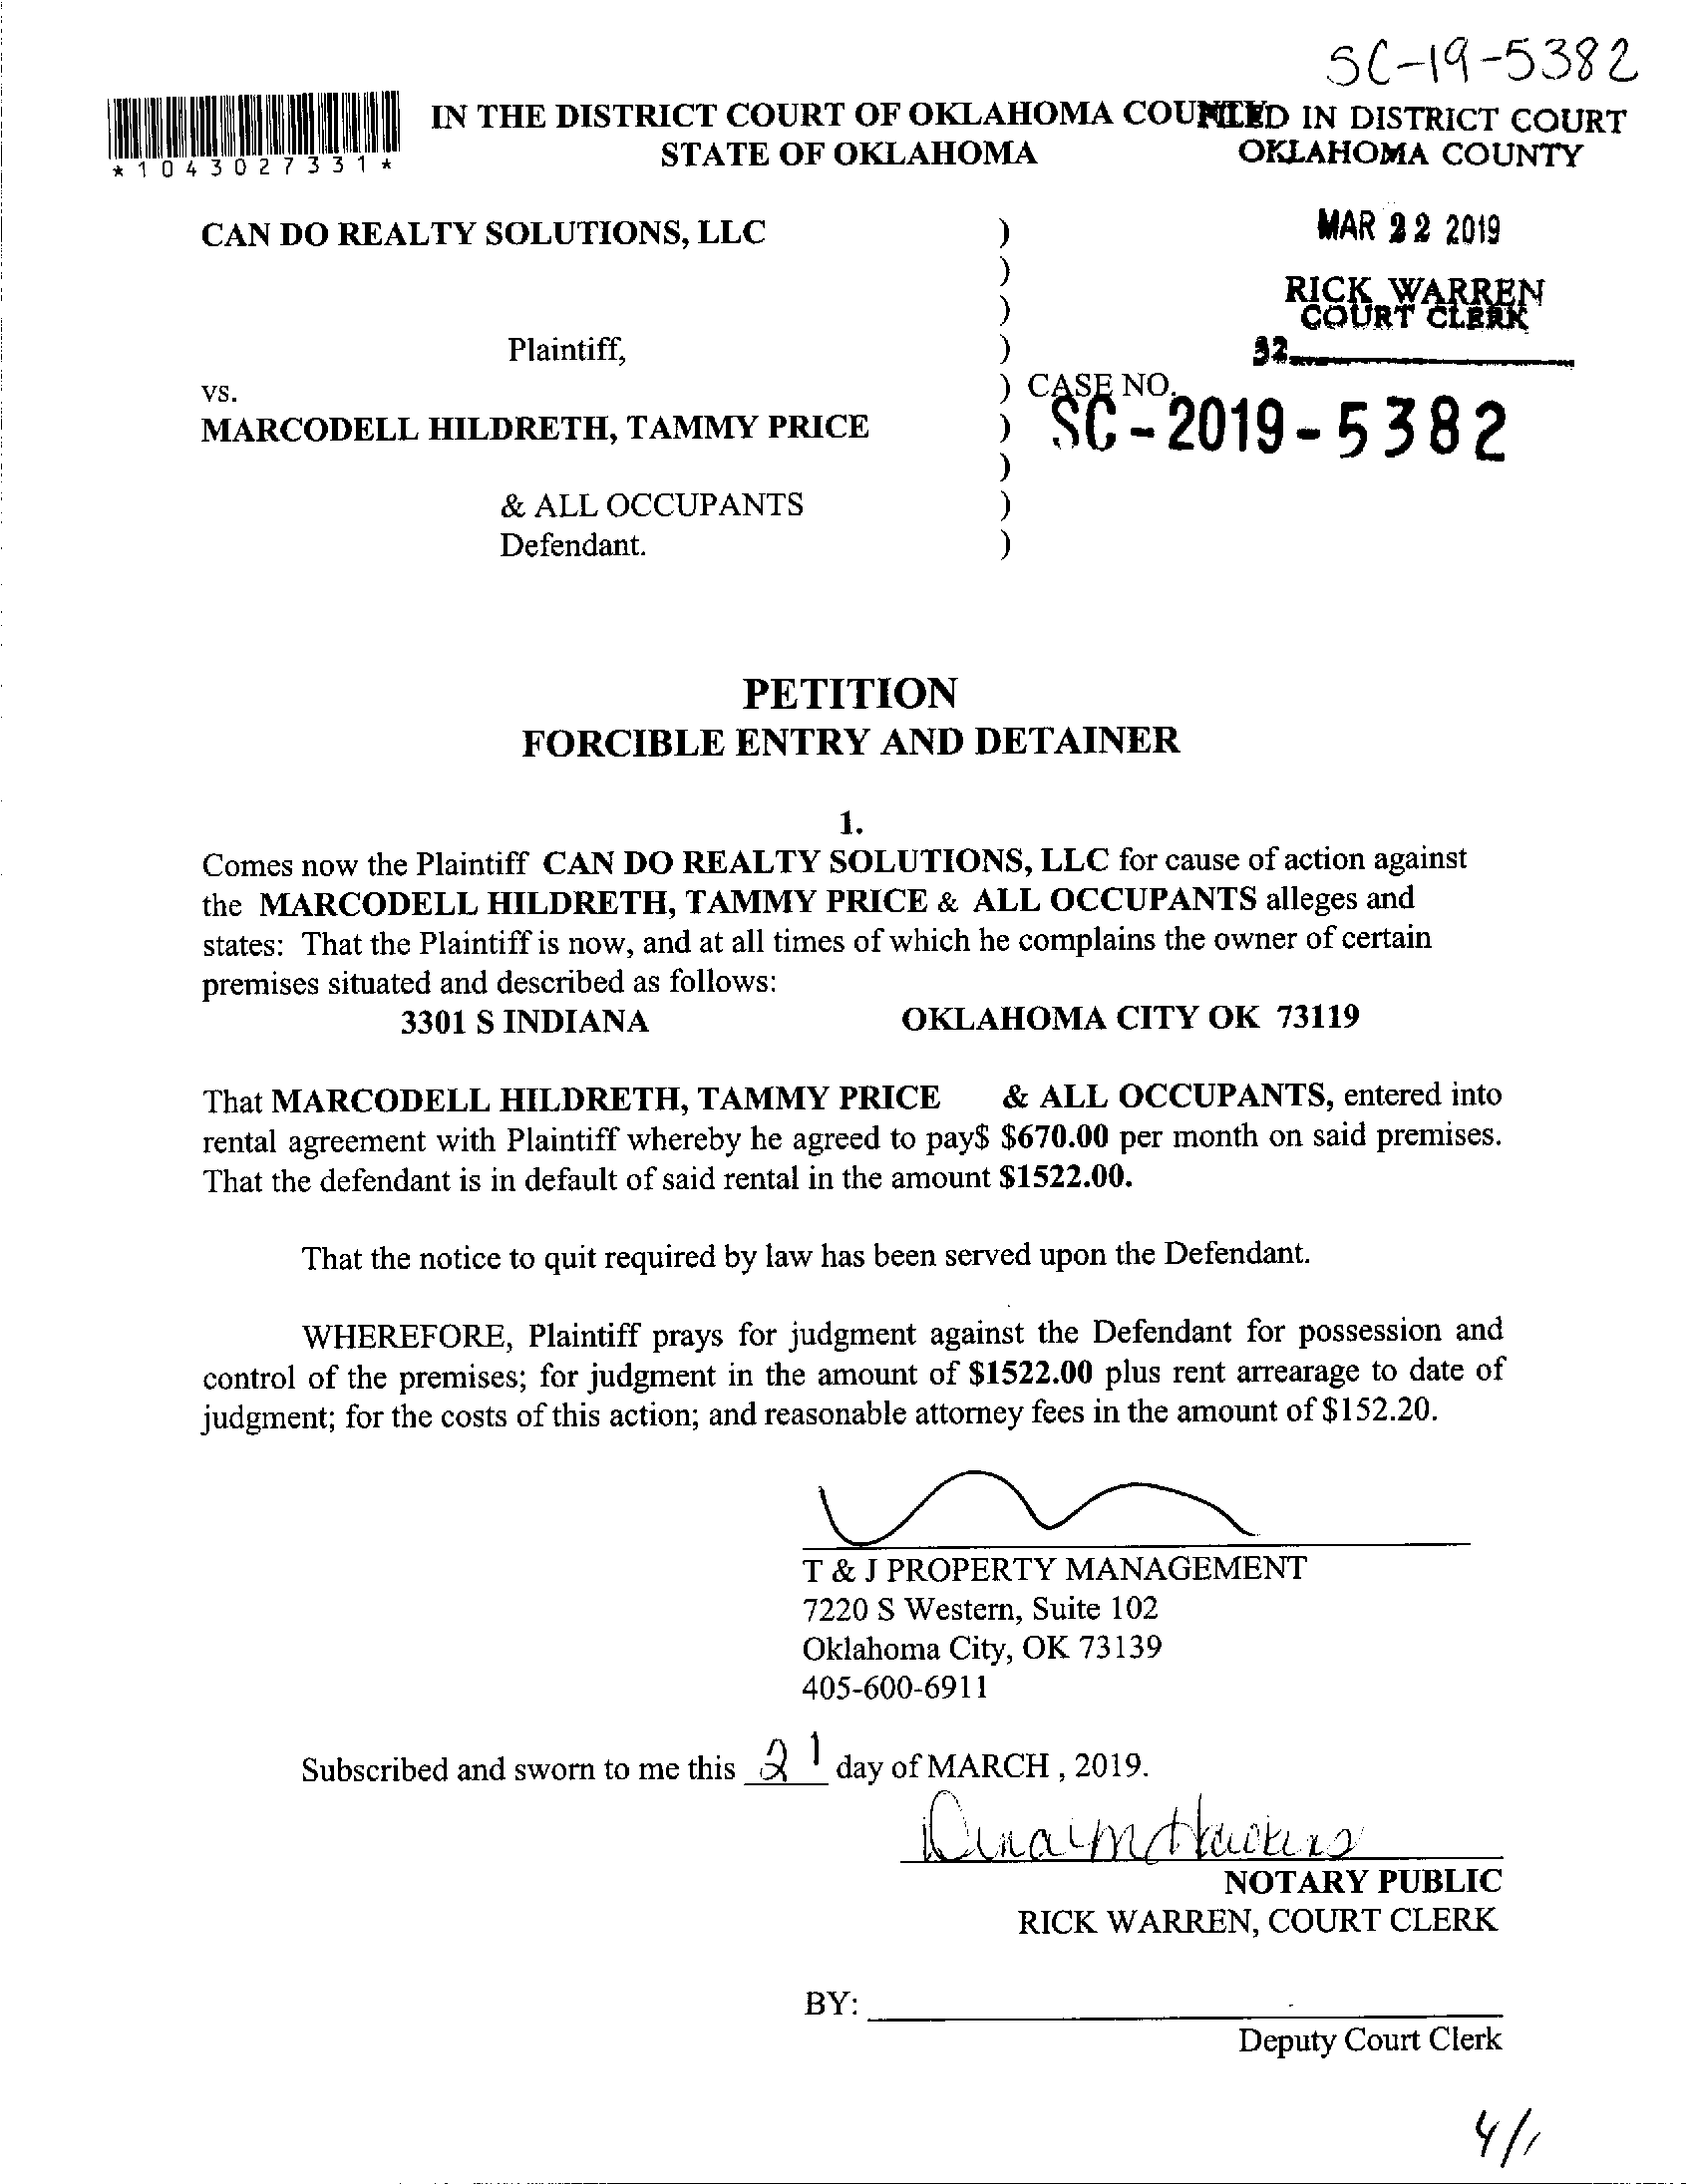 SC-19-5382
*1043027331*
IN THE DISTRICT COURT OF OKLAHOMA
STATE OF OKLAHOMA
IN DISTRICT COURT
OKLAHOMA COUNTY
MAR 22 2019
RICK WARREN
COURT CLERK
32
CAN DO REALTY SOLUTIONS, LLC )
)
)
Plaintiff, )
vs. ) CASE NO.
SC-2019-5382
MARCODELL HILDRETH, TAMMY PRICE )
)
& ALL OCCUPANTS )
Defendant. )
PETITION
FORCIBLE ENTRY AND DETAINER
1.
Comes now the Plaintiff CAN DO REALTY SOLUTIONS, LLC for cause of action against
the MARCODELL HILDRETH, TAMMY PRICE & ALL OCCUPANTS alleges and
states: That the Plaintiff is now, and at all times of which he complains the owner of certain
premises situated and described as follows:
3301 S INDIANA OKLAHOMA CITY OK 73119
That MARCODELL HILDRETH, TAMMY PRICE & ALL OCCUPANTS, entered into
rental agreement with Plaintiff whereby he agreed to pay$ $670.00 per month on said premises.
That the defendant is in default of said rental in the amount $1522.00.
That the notice to quit required by law has been served upon the Defendant.
WHEREFORE, Plaintiff prays for judgment against the Defendant for possession and
control of the premises; for judgment in the amount of $1522.00 plus rent arrearage to date of
judgment; for the costs of this action; and reasonable attorney fees in the amount of $152.20.
T & J PROPERTY MANAGEMENT
7220 S Western, Suite 102
Oklahoma City, OK 73139
405-600-6911
Subscribed and sworn to me this 21 day of MARCH , 2019.
NOTARY PUBLIC
RICK WARREN, COURT CLERK
BY:
Deputy Court Clerk